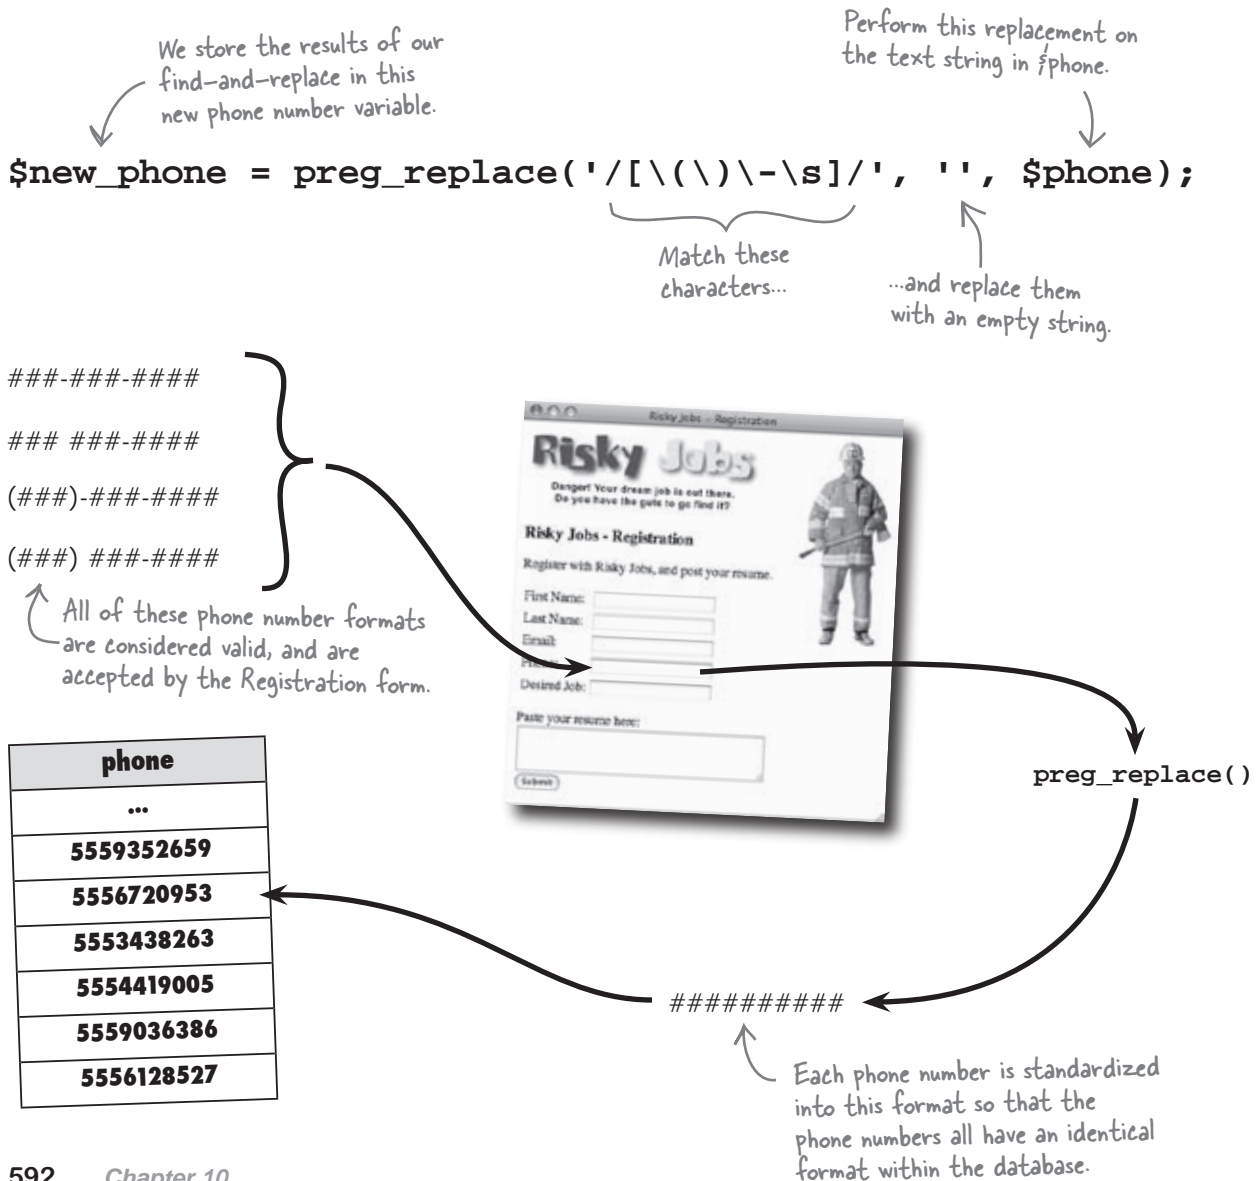 We store the results of our
find-and-replace in this
new phone number variable.
Perform this replacement on
the text string in $phone.
$new_phone = preg_replace('/[\(\)\-\s]/', '', $phone);
Match these
characters...
...and replace them
with an empty string.
###-###-####
### ###-####
(###)-###-####
(###) ###-####
All of these phone number formats
are considered valid, and are
accepted by the Registration form.
Risky Jobs - Registration
Risky Jobs
Danger! Your dream job is out there.
Do you have the guts to go find it?
Risky Jobs - Registration
Register with Risky Jobs, and post your resume.
First Name:
Last Name:
Email:
Phone:
Desired Job:
Paste your resume here:
Submit
preg_replace()
phone
...
5559352659
5556720953
5553438263
5554419005
5559036386
5556128527
##########
Each phone number is standardized
into this format so that the
phone numbers all have an identical
format within the database.
592 Chapter 10